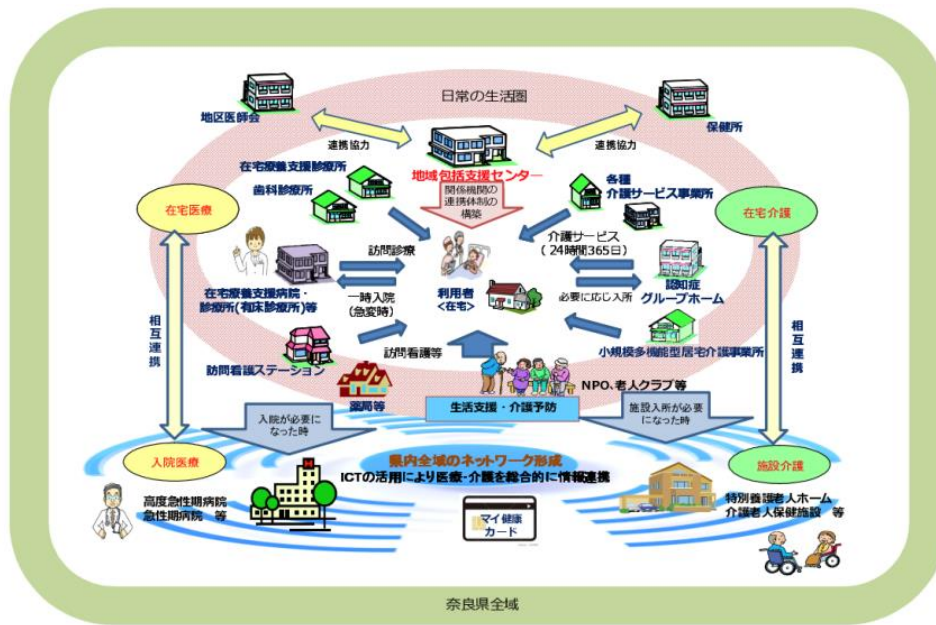 日常の生活圏
地区医師会
保健所
連携協力
連携協力
在宅療養支援診療所
歯科診療所
地域包括支援センター
各種
介護サービス事業所
関係機関の
連携体制の
構築
在宅医療
在宅介護
訪問診療
介護サービス
(24時間365日)
在宅療養支援病院・
診療所(有床診療所)等
一時入院
(急変時)
利用者
<在宅>
必要に応じ入所
認知症
グループホーム
相互連携
相互連携
訪問看護等
小規模多機能型居宅介護事業所
訪問看護ステーション
薬局等
NPO、老人クラブ等
生活支援・介護予防
入院が必要に
なった時
施設入所が必要
になった時
県内全域のネットワーク形成
ICTの活用により医療・介護を総合的に情報連携
入院医療
施設介護
高度急性期病院
急性期病院 等
H
マイ健康
カード
特別養護老人ホーム
介護老人保健施設 等
奈良県全域